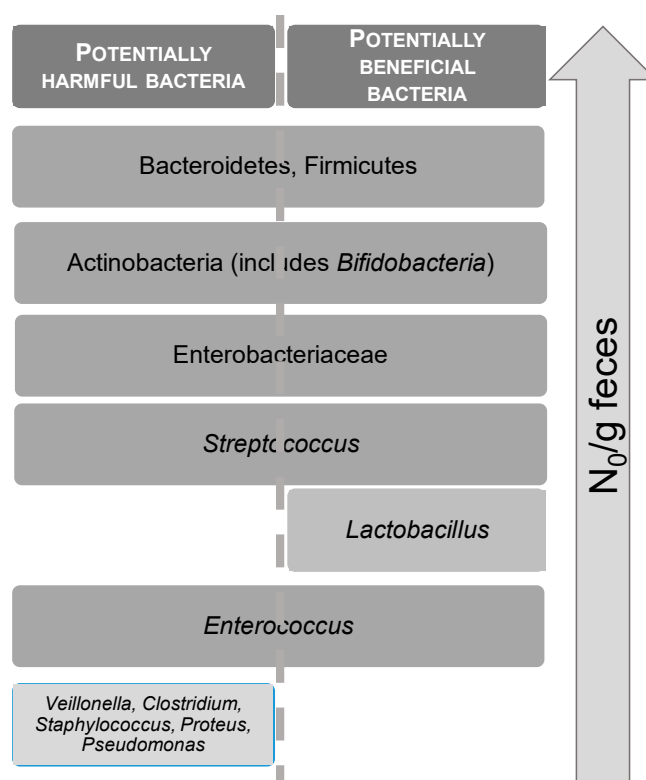 POTENTIALLY
HARMFUL BACTERIA
POTENTIALLY
BENEFICIAL
BACTERIA
Bacteroidetes, Firmicutes
Actinobacteria (includes Bifidobacteria)
Enterobacteriaceae
Streptococcus
Lactobacillus
Enterococcus
Veillonella, Clostridium,
Staphylococcus, Proteus,
Pseudomonas
N₀/g feces